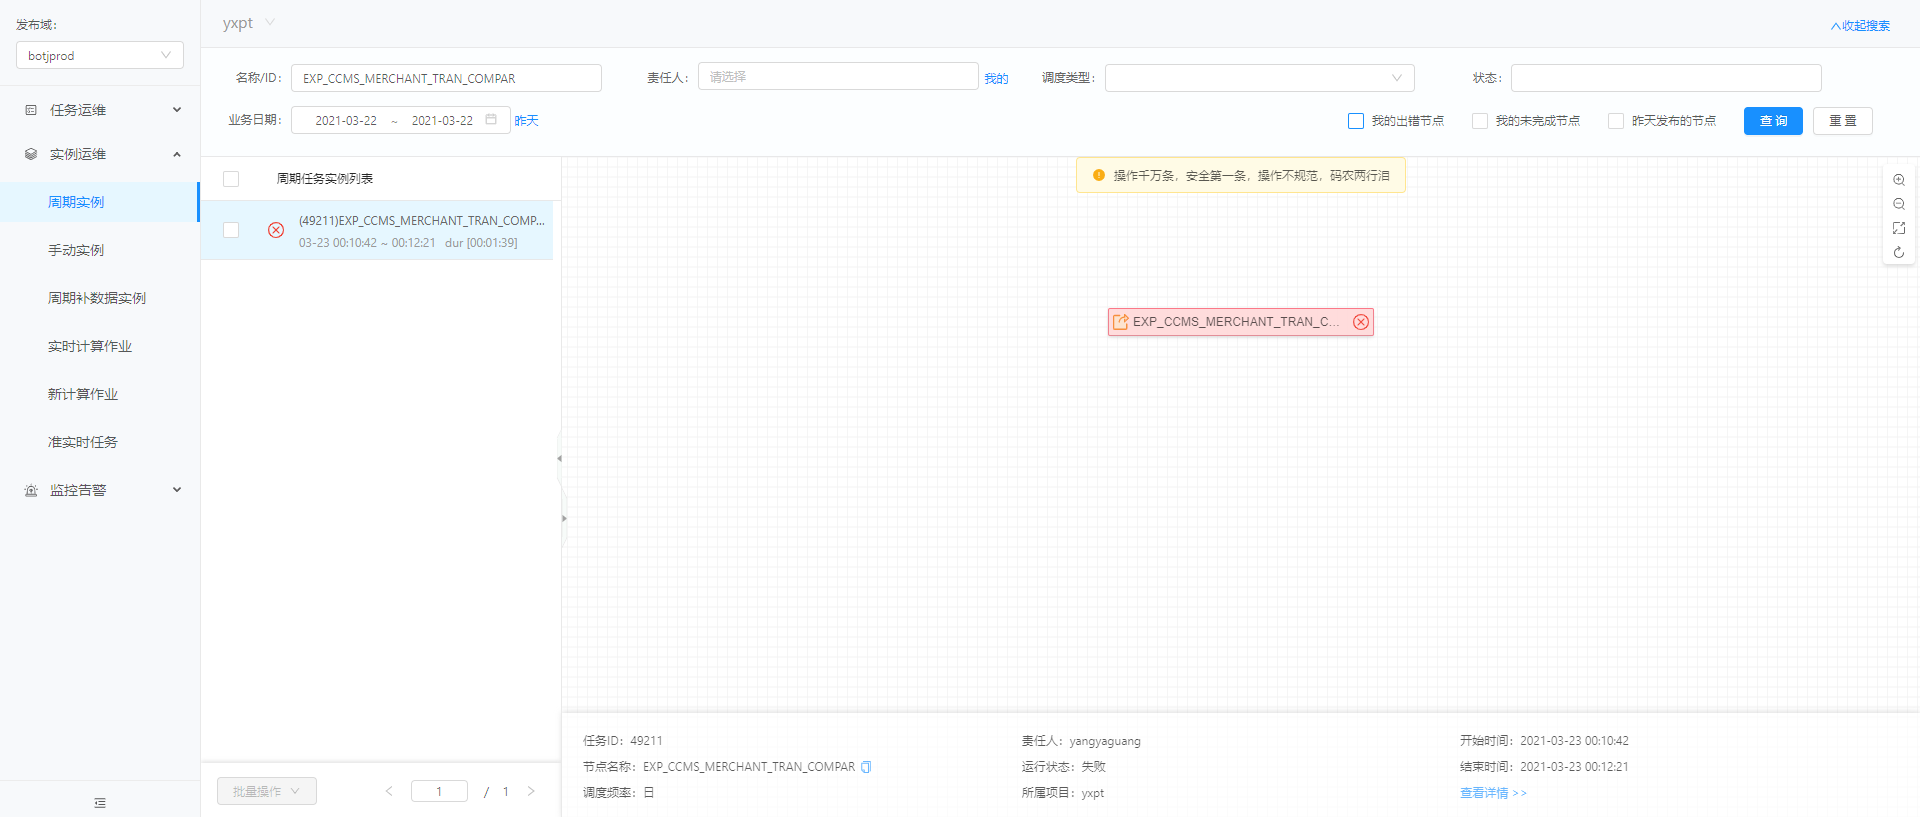 发布域:
botjprod
任务运维
实例运维
周期实例
手动实例
周期补数据实例
实时计算作业
新计算作业
准实时任务
监控告警
yxpt
收起搜索
名称/ID:
EXP_CCMS_MERCHANT_TRAN_COMPAR
责任人:
请选择
我的
调度类型:
状态:
业务日期:
2021-03-22 ~ 2021-03-22
昨天
我的出错节点
我的未完成节点
昨天发布的节点
查 询
重 置
周期任务实例列表
(49211)EXP_CCMS_MERCHANT_TRAN_COMP...
03-23 00:10:42 ~ 00:12:21 dur [00:01:39]
操作千万条，安全第一条，操作不规范，码农两行泪
EXP_CCMS_MERCHANT_TRAN_C...
批量操作
< 1 / 1 >
任务ID: 49211
节点名称: EXP_CCMS_MERCHANT_TRAN_COMPAR
调度频率: 日
责任人: yangyaguang
运行状态: 失败
所属项目: yxpt
开始时间: 2021-03-23 00:10:42
结束时间: 2021-03-23 00:12:21
查看详情 >>